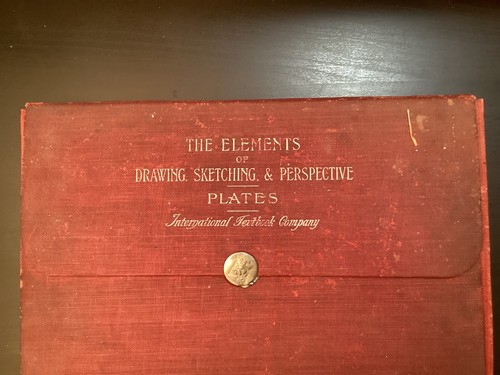 THE ELEMENTS
OF
DRAWING, SKETCHING, & PERSPECTIVE
PLATES
International Textbook Company